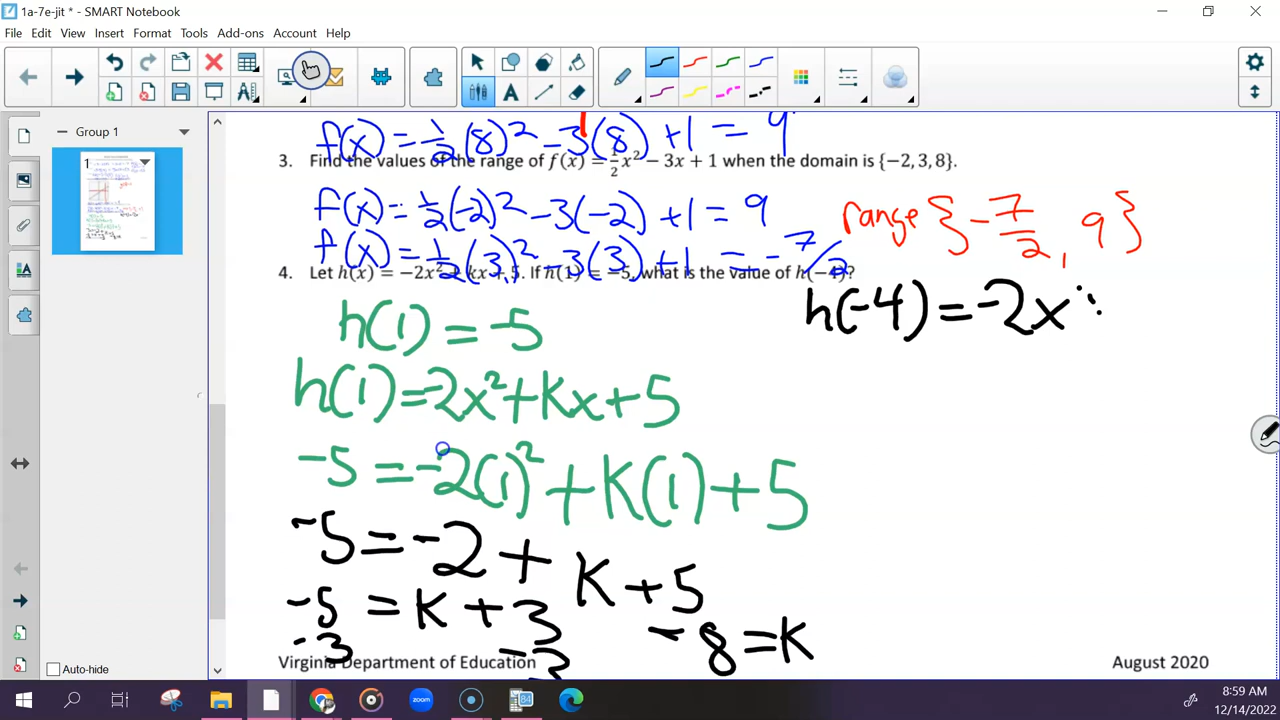 1a-7e-jit * - SMART Notebook
File Edit View Insert Format Tools Add-ons Account Help
Group 1
1
f(x) = 1/2(8)² -3(8) +1 = 9
3. Find the values of the range of f(x) = ½x² − 3x + 1 when the domain is {−2, 3, 8}.
f(x) = 1/2(-2)² -3(-2) +1 = 9
range {-7/2, 9}
f(x) = 1/2(3)² -3(3) +1 = -7/2
4. Let h(x) = −2x² + kx + 5. If h(1) = −5, what is the value of h(−4)?
h(-4) = -2x
h(1) = -5
h(1) = -2x² + kx + 5
-5 = -2(1)² + K(1) + 5
-5 = -2 + K + 5
-5 = K + 3
-3 -3
-8 = K
Virginia Department of Education August 2020
Auto-hide
zoom
84
8:59 AM
12/14/2022